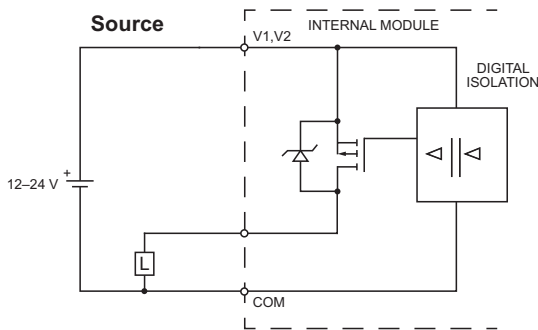 Source
INTERNAL MODULE
V1,V2
DIGITAL
ISOLATION
+
12–24 V
L
COM